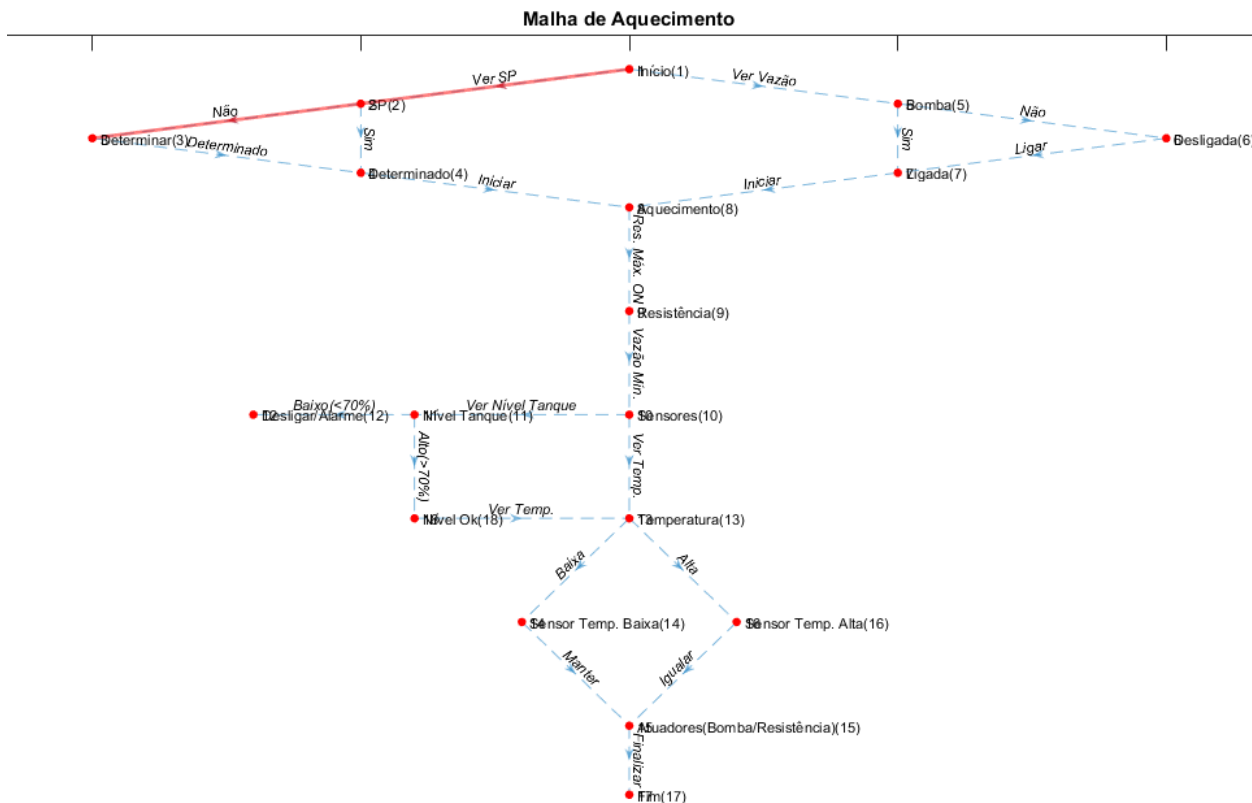 Malha de Aquecimento
Início(1)
Ver SP
Ver Vazão
SP(2)
Bomba(5)
Não
Não
Determinar(3)
Determinado
Sim
Sim
Ligar
Desligada(6)
Determinado(4)
Ligada(7)
Iniciar
Iniciar
Aquecimento(8)
Res. Máx. ON
Resistência(9)
Vazão Min.
Baixo(<70%)
Ver Nível Tanque
Desligar/Alarme(12)
Nível Tanque(11)
Sensores(10)
Alto(>70%)
Ver Temp.
Ver Temp.
Nível Ok(18)
Temperatura(13)
Baixa
Alta
Sensor Temp. Baixa(14)
Sensor Temp. Alta(16)
Manter
Igualar
Atuadores(Bomba/Resistência)(15)
Finalizar
Fim(17)